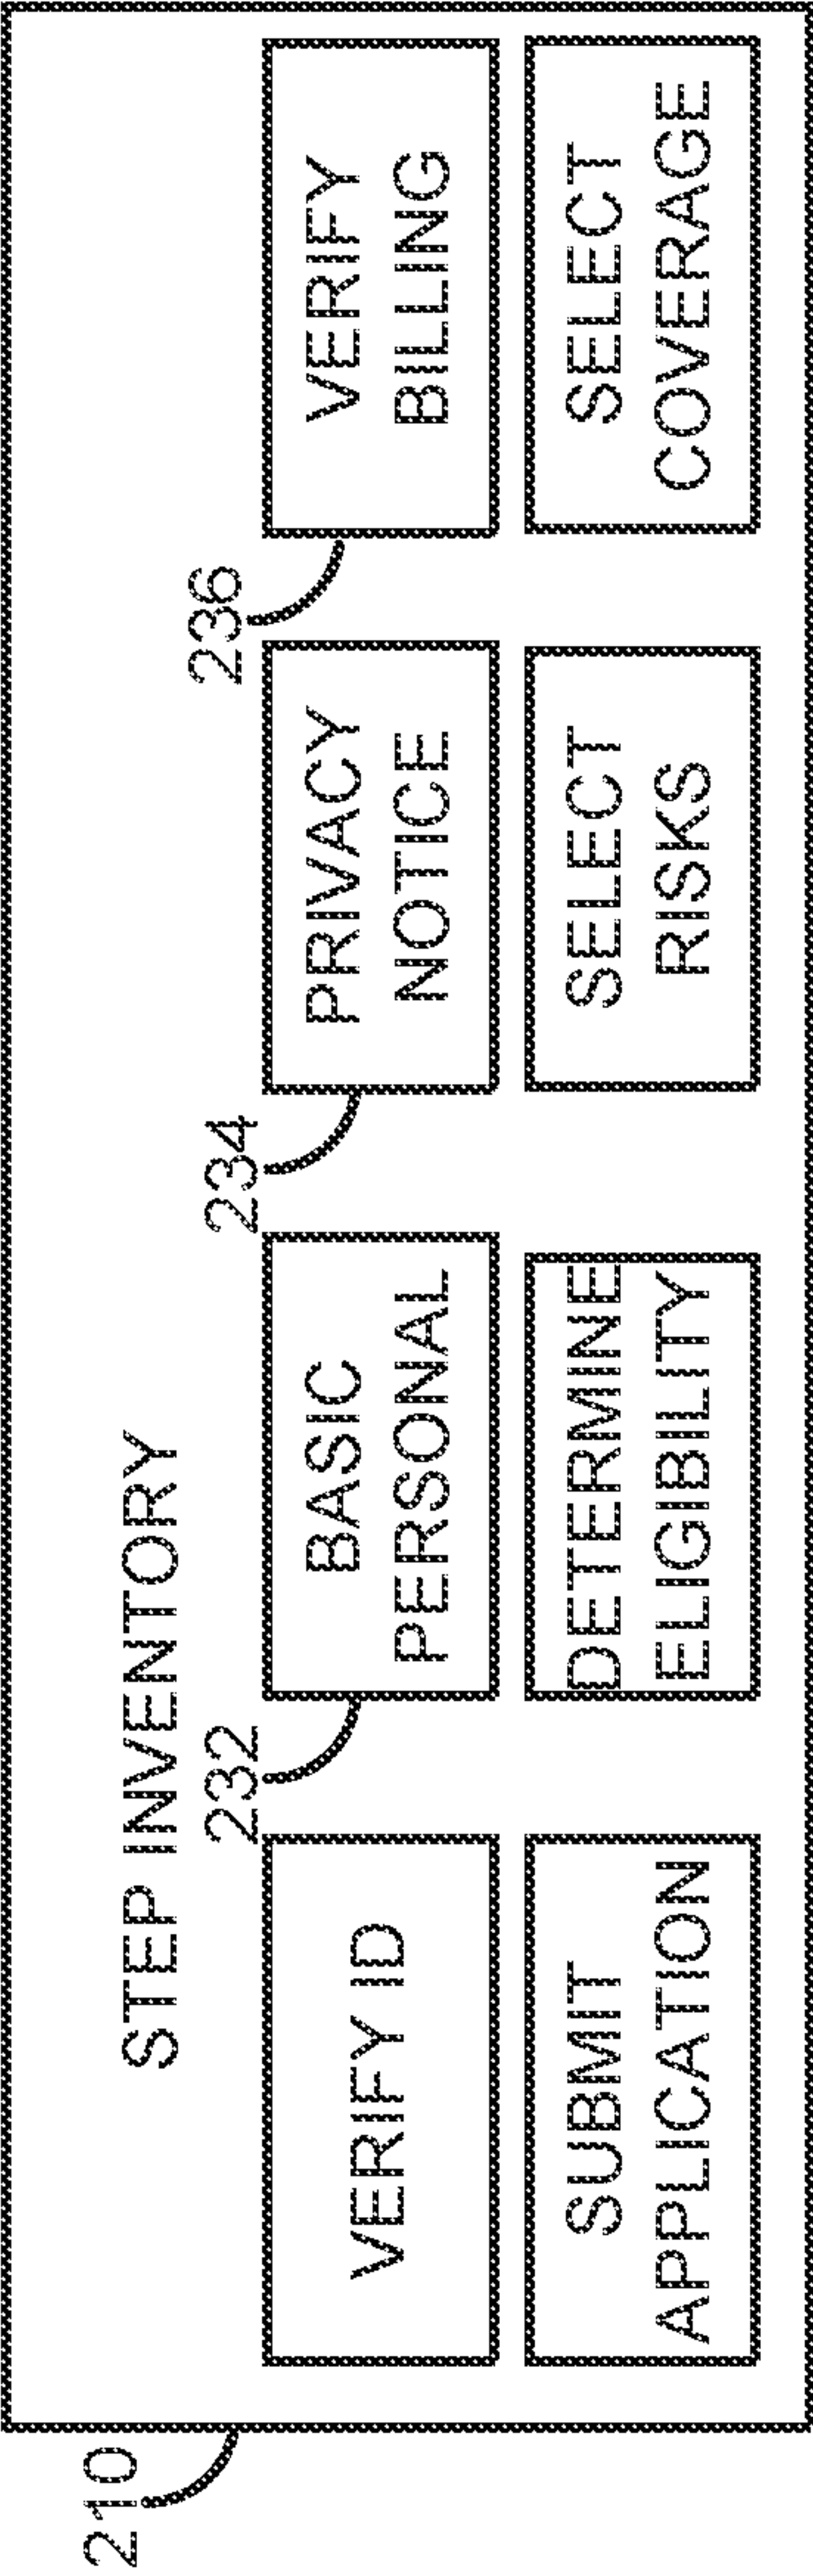 210
STEP INVENTORY
232
234
236
VERIFY ID
BASIC
PERSONAL
PRIVACY
NOTICE
VERIFY
BILLING
SUBMIT
APPLICATION
DETERMINE
ELIGIBILITY
SELECT
RISKS
SELECT
COVERAGE